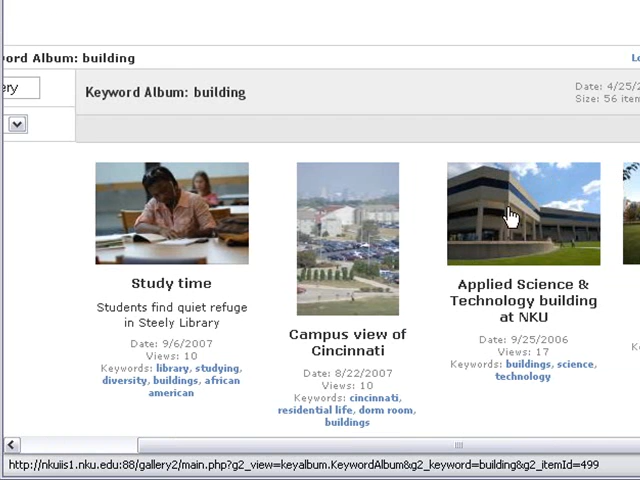 ord Album: building
Lo
ery
Keyword Album: building
Date: 4/25/2
Size: 56 item
Study time
Students find quiet refuge
in Steely Library
Date: 9/6/2007
Views: 10
Keywords: library, studying,
diversity, buildings, african
american
Campus view of
Cincinnati
Date: 8/22/2007
Views: 10
Keywords: cincinnati,
residential life, dorm room,
buildings
Applied Science &
Technology building
at NKU
Date: 9/25/2006
Views: 17
Keywords: buildings, science,
technology
Ke
http://nkuiis1.nku.edu:88/gallery2/main.php?g2_view=keyalbum.KeywordAlbum&g2_keyword=building&g2_itemId=499